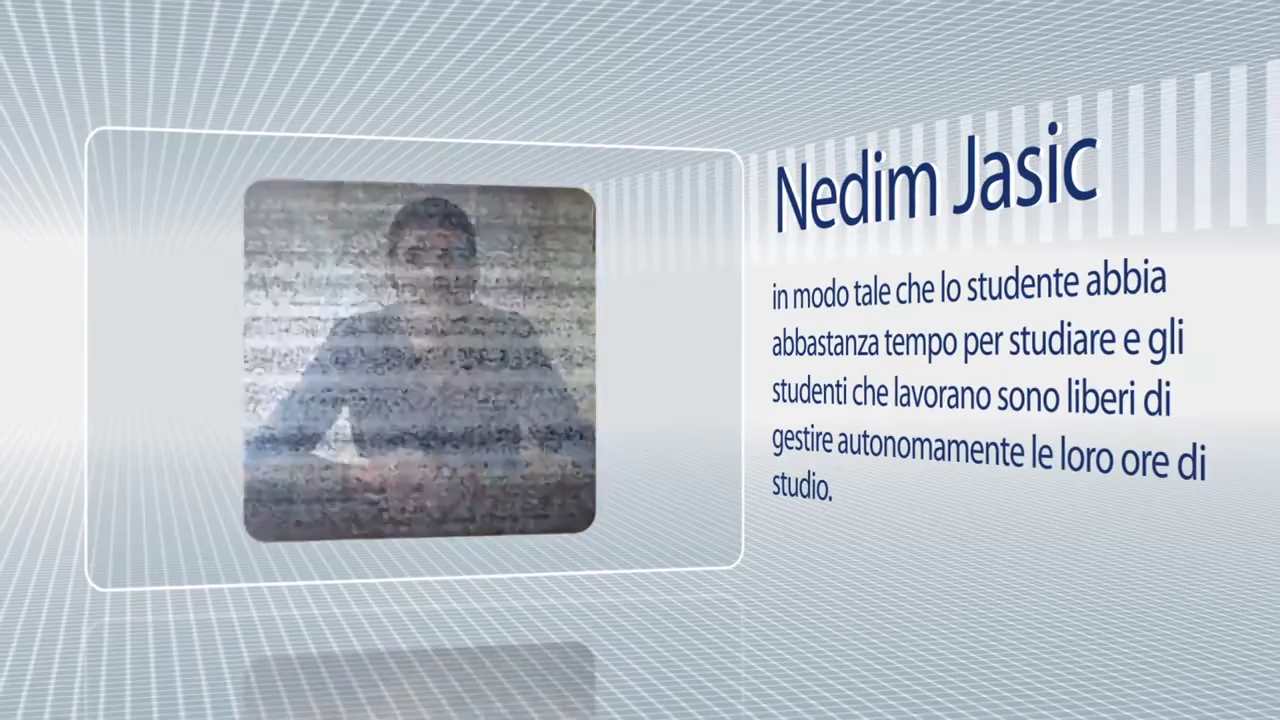 Nedim Jasic
in modo tale che lo studente abbia
abbastanza tempo per studiare e gli
studenti che lavorano sono liberi di
gestire autonomamente le loro ore di
studio.